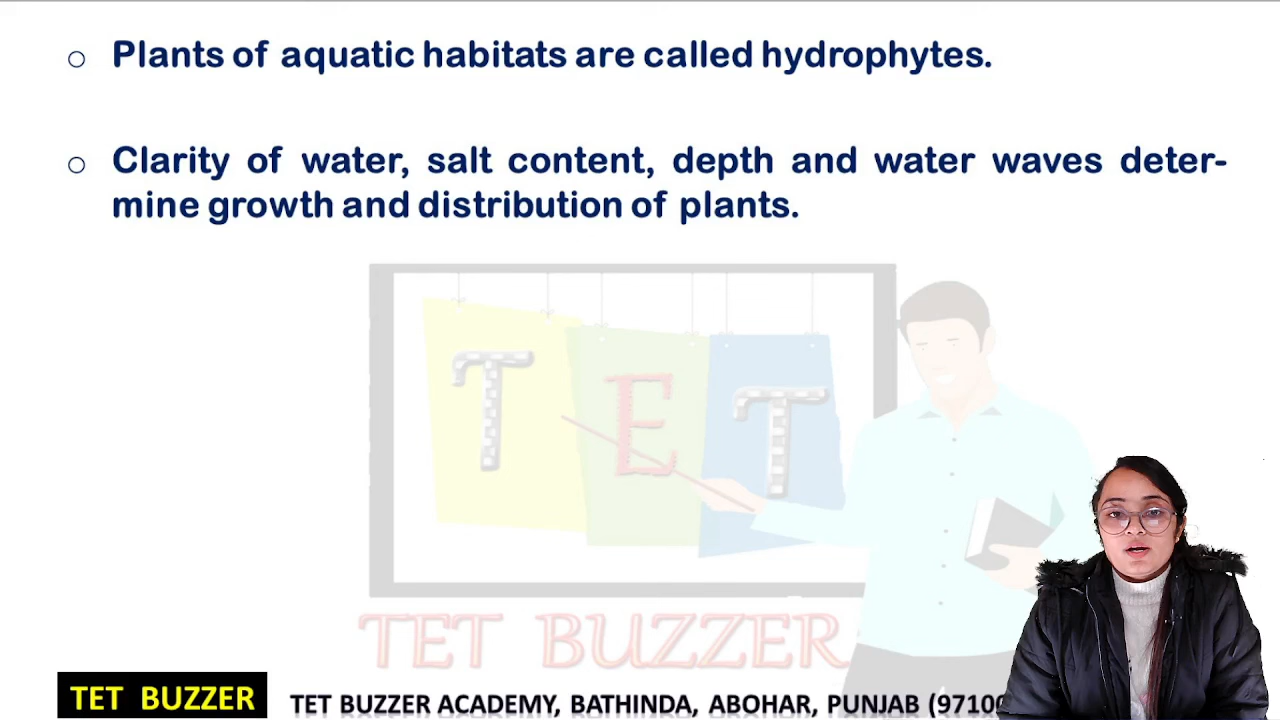 o Plants of aquatic habitats are called hydrophytes.
o Clarity of water, salt content, depth and water waves deter-
mine growth and distribution of plants.
T E T
TET BUZZER
TET BUZZER
TET BUZZER ACADEMY, BATHINDA, ABOHAR, PUNJAB